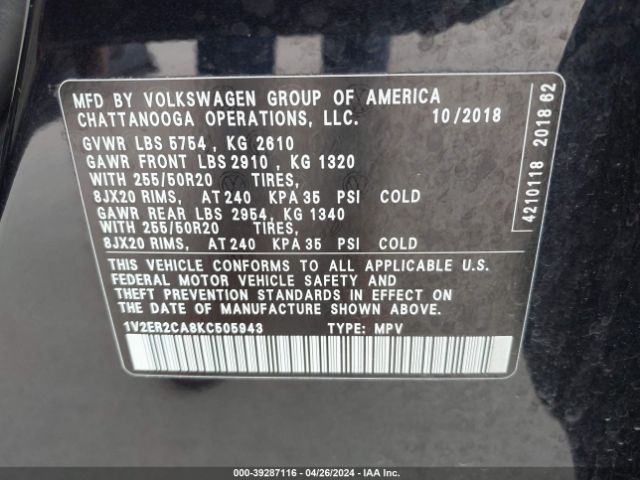 MFD BY VOLKSWAGEN GROUP OF AMERICA
CHATTANOOGA OPERATIONS, LLC. 10/2018
GVWR LBS 5754 , KG 2610
GAWR FRONT LBS 2910 , KG 1320
WITH 255/50R20 TIRES,
8JX20 RIMS, AT 240 KPA 35 PSI COLD
GAWR REAR LBS 2954, KG 1340
WITH 255/50R20 TIRES,
8JX20 RIMS, AT 240 KPA 35 PSI COLD
THIS VEHICLE CONFORMS TO ALL APPLICABLE U.S.
FEDERAL MOTOR VEHICLE SAFETY AND
THEFT PREVENTION STANDARDS IN EFFECT ON
THE DATE OF MANUFACTURE SHOWN ABOVE.
1V2ER2CA8KC505943 TYPE: MPV
4210118 2018 62
000-39287116 - 04/26/2024 - IAA Inc.